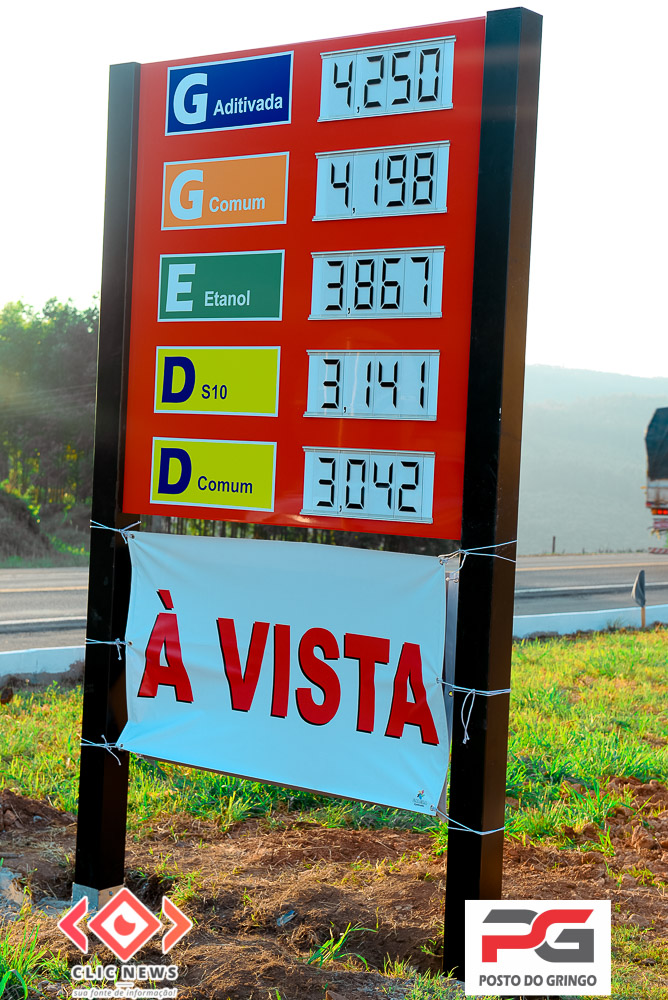 G Aditivada 4,250
G Comum 4,198
E Etanol 3,867
D S10 3,141
D Comum 3,042
À VISTA
CLIC NEWS
sua fonte de informação!
PG
POSTO DO GRINGO